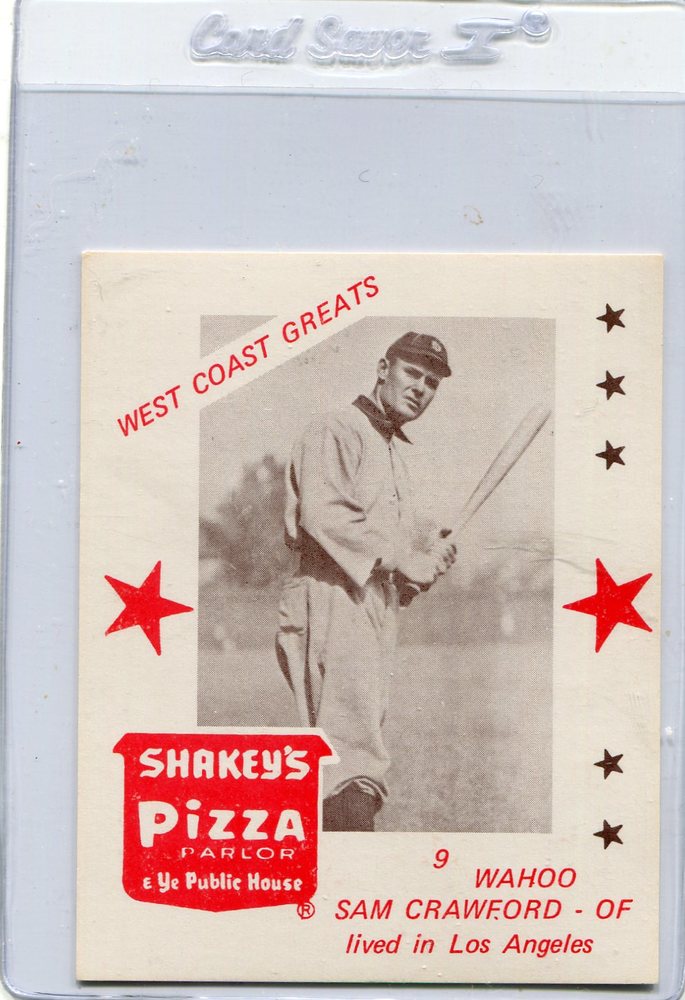 Card Saver I®
WEST COAST GREATS
SHAKEY'S
PIZZA
PARLOR
& Ye Public House
®
9
WAHOO
SAM CRAWFORD - OF
lived in Los Angeles